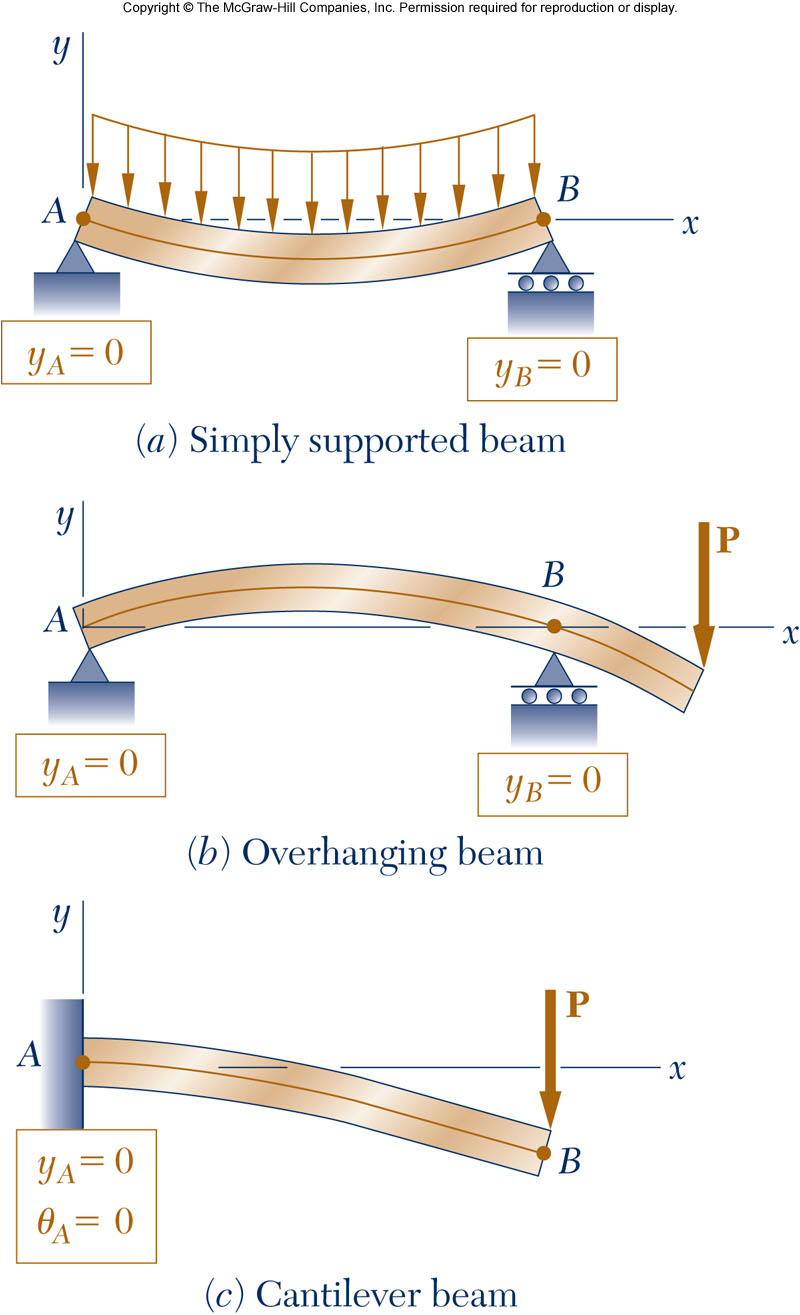 Copyright © The McGraw-Hill Companies, Inc. Permission required for reproduction or display.
y
A
B
x
yA = 0
yB = 0
(a) Simply supported beam
y
P
B
A
x
yA = 0
yB = 0
(b) Overhanging beam
y
P
A
x
B
yA = 0
θA = 0
(c) Cantilever beam